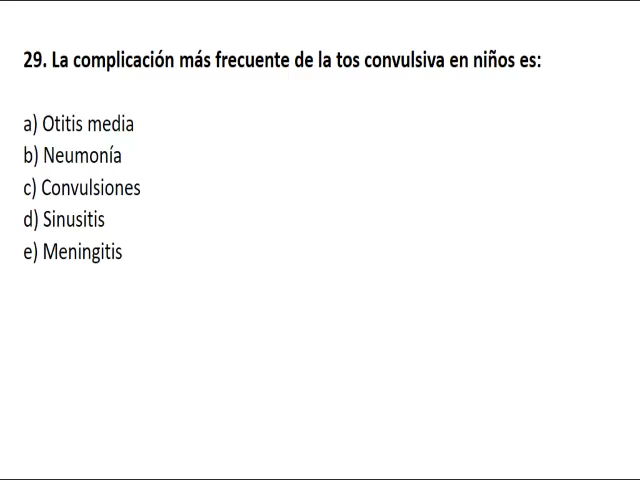 29. La complicación más frecuente de la tos convulsiva en niños es:
a) Otitis media
b) Neumonía
c) Convulsiones
d) Sinusitis
e) Meningitis